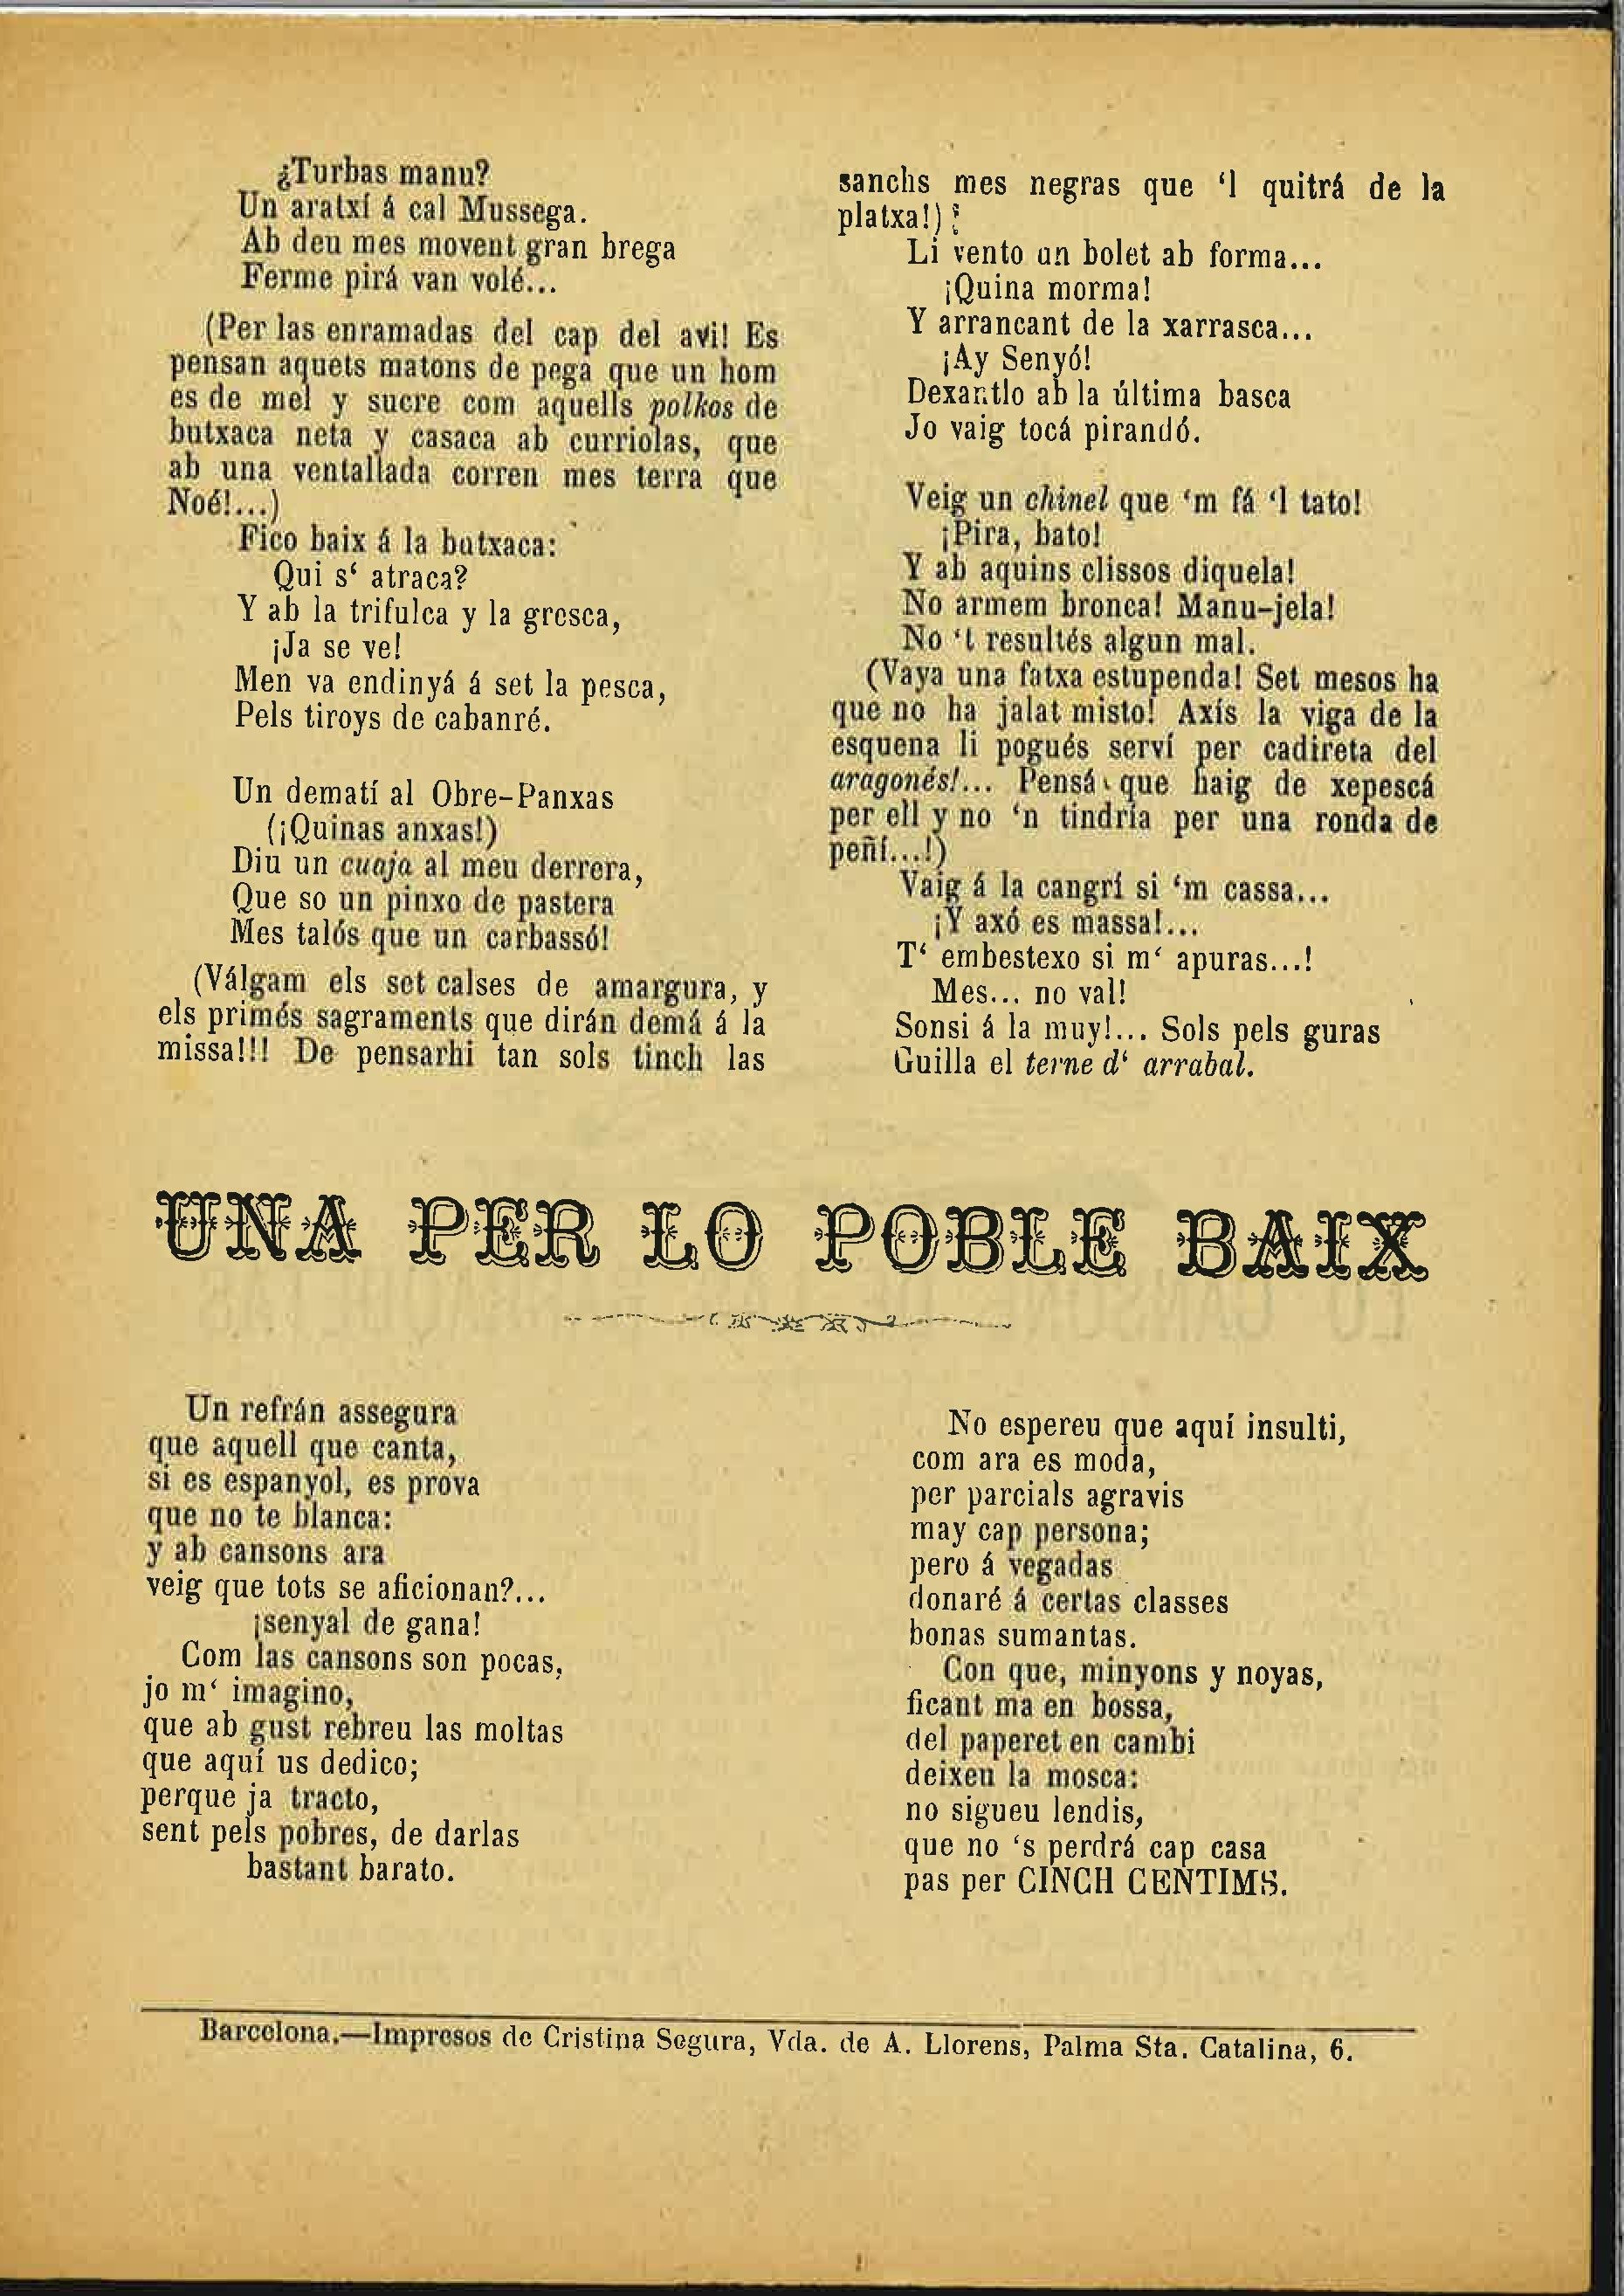 ¿Turbas manu?
Un aratxí á cal Mussega.
Ab deu mes movent gran brega
Ferme pirá van volé...
(Per las enramadas del cap del avi! Es
pensan aquets matons de pega que un hom
es de mel y sucre com aquells polkos de
butxaca neta y casaca ab curriolas, que
ab una ventallada corren mes terra que
Noé!...)
Fico baix á la butxaca:
Qui s‘ atraca?
Y ab la trifulca y la gresca,
¡Ja se ve!
Men va endinyá á set la pesca,
Pels tiroys de cabanré.
Un dematí al Obre-Panxas
(¡Quinas anxas!)
Diu un cuaja al meu derrera,
Que so un pinxo de pastera
Mes talós que un carbassó!
(Válgam els set calses de amargura, y
els primés sagraments que dirán demá á la
missa!!! De pensarhi tan sols tinch las
sanchs mes negras que ‘l quitrá de la
platxa!)
Li vento un bolet ab forma...
¡Quina morma!
Y arrancant de la xarrasca...
¡Ay Senyó!
Dexantlo ab la última basca
Jo vaig tocá pirandó.
Veig un chinel que ‘m fá ‘l tato!
¡Pira, bato!
Y ab aquins clissos diquela!
No armem bronca! Manu-jela!
No ‘t resultés algun mal.
(Vaya una fatxa estupenda! Set mesos ha
que no ha jalat misto! Axís la viga de la
esquena li pogués serví per cadireta del
aragonés!... Pensá que haig de xepescá
per ell y no ‘n tindría per una ronda de
peñí...!)
Vaig á la cangrí si ‘m cassa...
¡Y axó es massa!...
T‘ embestexo si m‘ apuras...!
Mes... no val!
Sonsi á la muy!... Sols pels guras
Guilla el terne d‘ arrabal.
UNA PER LO POBLE BAIX
Un refrán assegura
que aquell que canta,
si es espanyol, es prova
que no te blanca:
y ab cansons ara
veig que tots se aficionan?...
¡senyal de gana!
Com las cansons son pocas,
jo m‘ imagino,
que ab gust rebreu las moltas
que aquí us dedico;
perque ja tracto,
sent pels pobres, de darlas
bastant barato.
No espereu que aquí insulti,
com ara es moda,
per parcials agravis
may cap persona;
pero á vegadas
donaré á certas classes
bonas sumantas.
Con que, minyons y noyas,
ficant ma en bossa,
del paperet en cambi
deixeu la mosca:
no sigueu lendis,
que no ‘s perdrá cap casa
pas per CINCH CENTIMS.
Barcelona.—Impresos de Cristina Segura, Vda. de A. Llorens, Palma Sta. Catalina, 6.